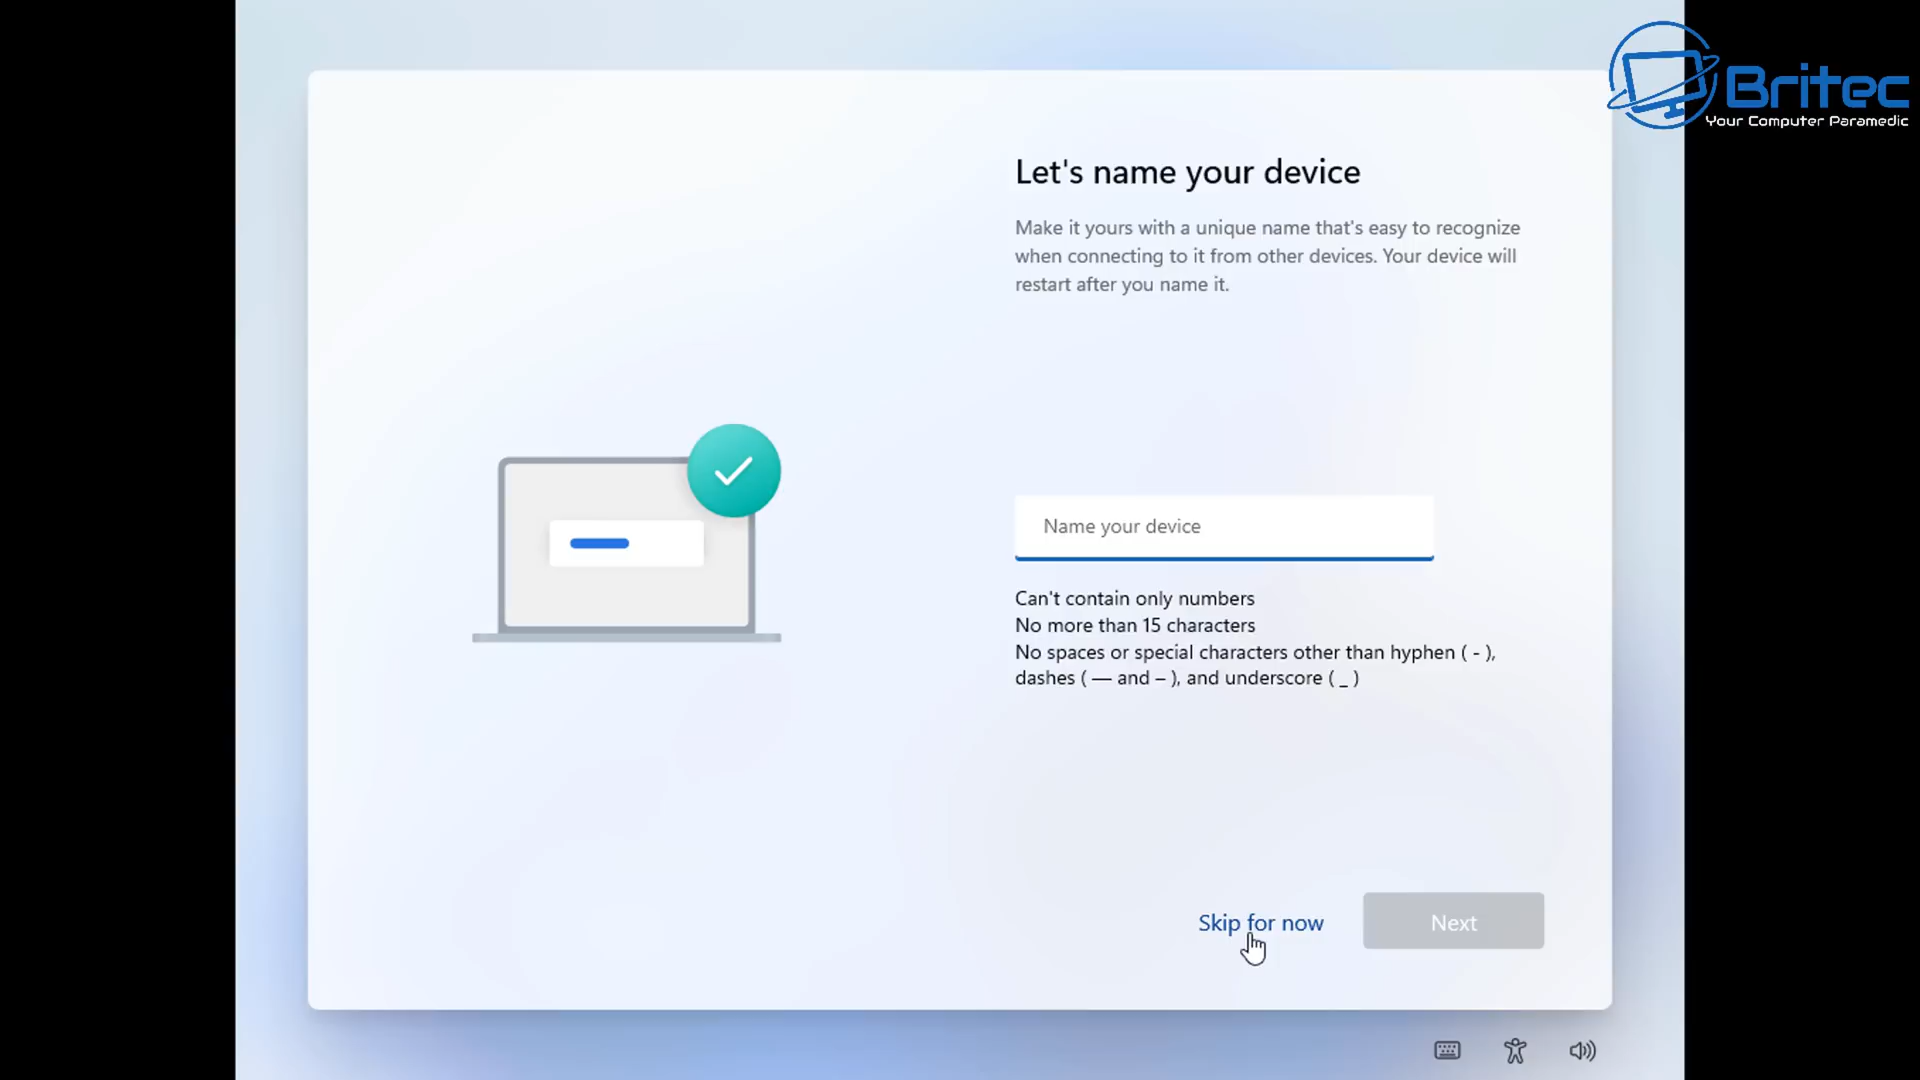 Britec
Your Computer Paramedic
Let's name your device
Make it yours with a unique name that's easy to recognize
when connecting to it from other devices. Your device will
restart after you name it.
Name your device
Can't contain only numbers
No more than 15 characters
No spaces or special characters other than hyphen ( - ),
dashes ( — and – ), and underscore ( _ )
Skip for now
Next